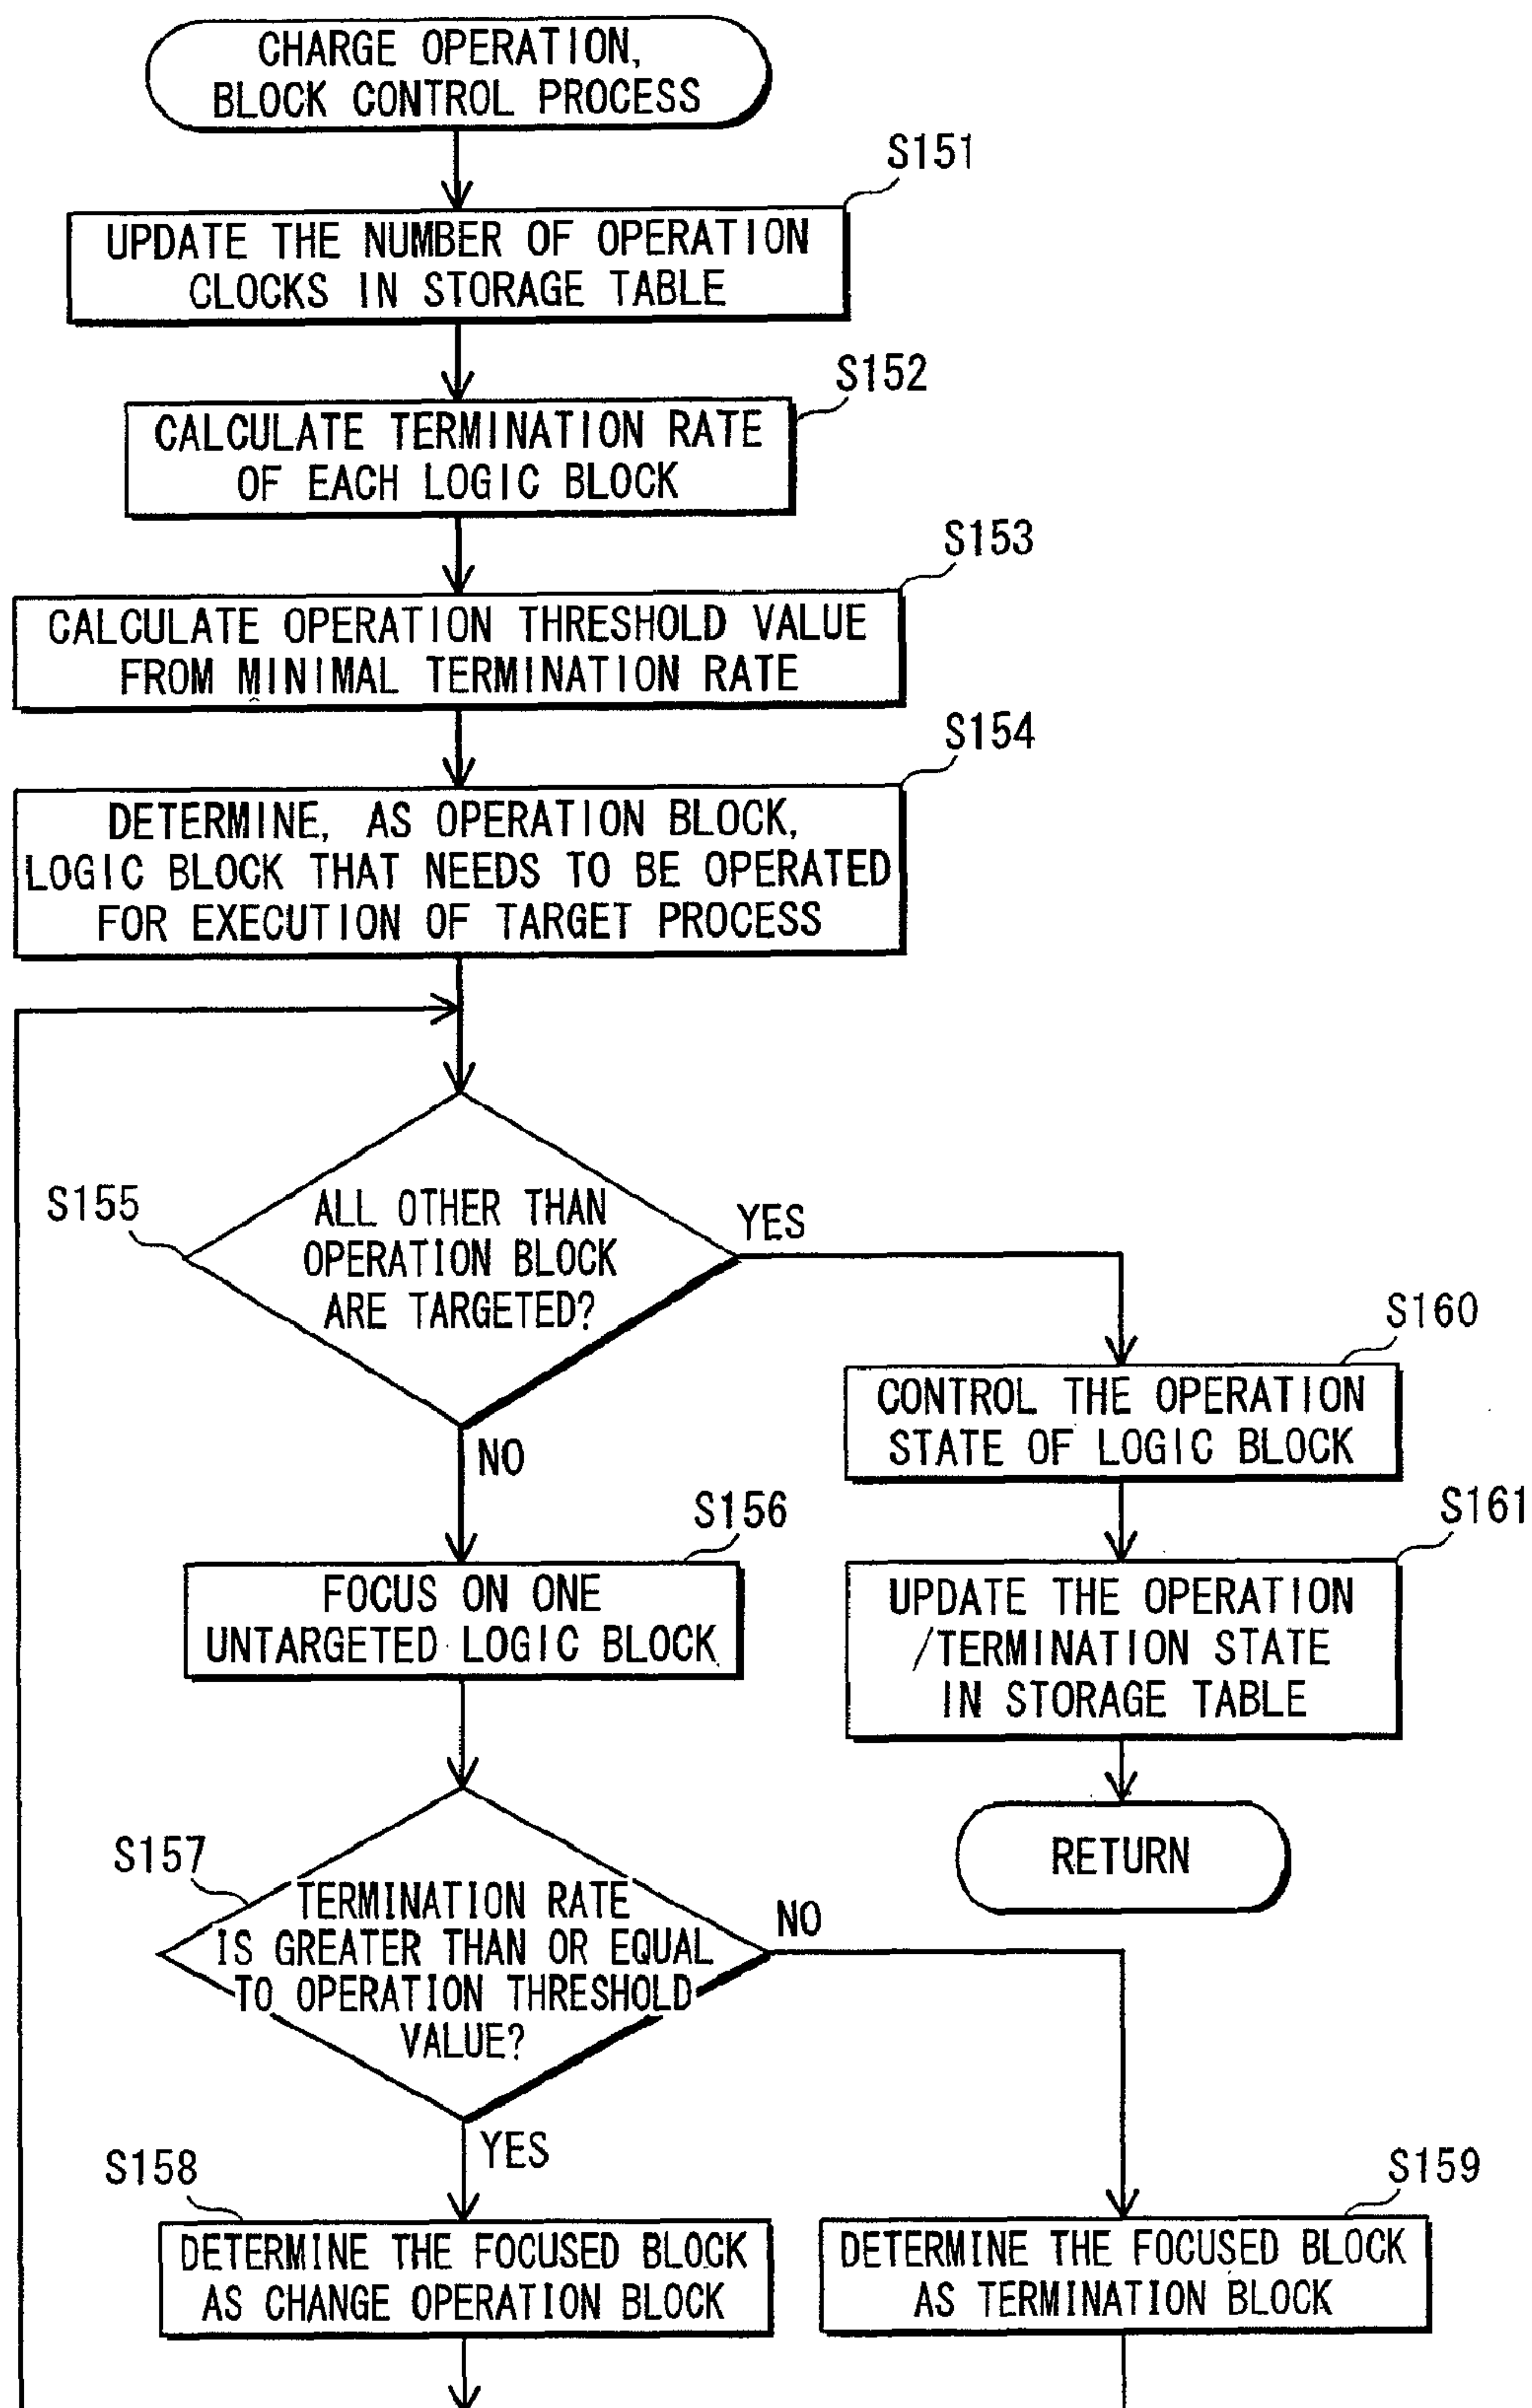 CHARGE OPERATION,
BLOCK CONTROL PROCESS
S151
UPDATE THE NUMBER OF OPERATION
CLOCKS IN STORAGE TABLE
S152
CALCULATE TERMINATION RATE
OF EACH LOGIC BLOCK
S153
CALCULATE OPERATION THRESHOLD VALUE
FROM MINIMAL TERMINATION RATE
S154
DETERMINE, AS OPERATION BLOCK,
LOGIC BLOCK THAT NEEDS TO BE OPERATED
FOR EXECUTION OF TARGET PROCESS
S155
ALL OTHER THAN
OPERATION BLOCK
ARE TARGETED?
YES
NO
S160
CONTROL THE OPERATION
STATE OF LOGIC BLOCK
S156
FOCUS ON ONE
UNTARGETED LOGIC BLOCK
S161
UPDATE THE OPERATION
/TERMINATION STATE
IN STORAGE TABLE
RETURN
S157
TERMINATION RATE
IS GREATER THAN OR EQUAL
TO OPERATION THRESHOLD
VALUE?
NO
YES
S158
DETERMINE THE FOCUSED BLOCK
AS CHANGE OPERATION BLOCK
S159
DETERMINE THE FOCUSED BLOCK
AS TERMINATION BLOCK